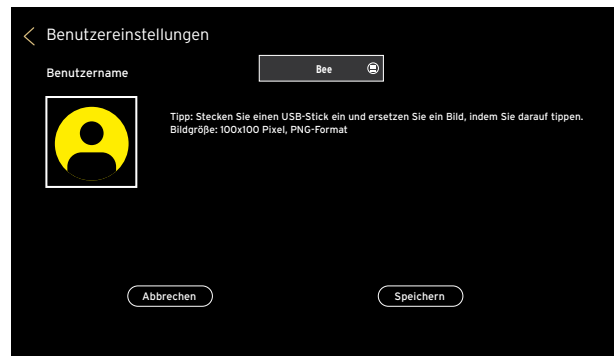 Benutzereinstellungen
Benutzername
Bee
Tipp: Stecken Sie einen USB-Stick ein und ersetzen Sie ein Bild, indem Sie darauf tippen.
Bildgröße: 100x100 Pixel, PNG-Format
Abbrechen
Speichern